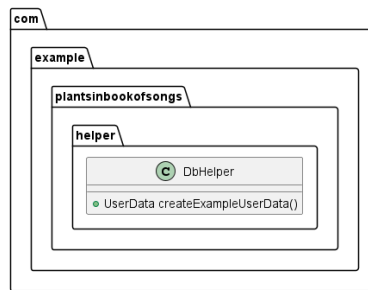 com
example
plantsinbookofsongs
helper
C DbHelper
UserData createExampleUserData()